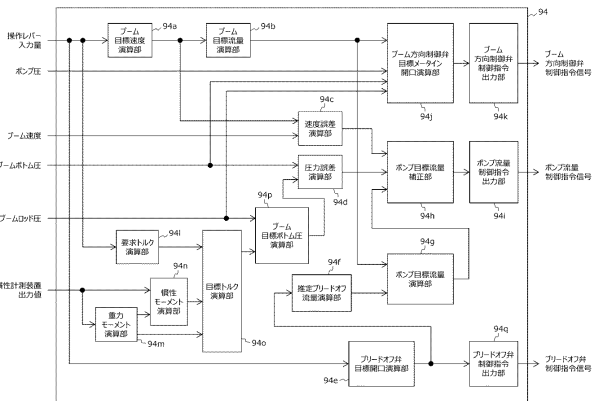 94
94a
94b
操作レバー
入力量
ブーム
目標速度
演算部
ブーム
目標流量
演算部
ブーム方向制御弁
目標メータイン
開口演算部
ブーム
方向制御弁
制御指令
出力部
ブーム
方向制御弁
制御指令信号
ポンプ圧
94j
94k
94c
ブーム速度
速度誤差
演算部
ブームボトム圧
圧力誤差
演算部
94d
ポンプ目標流量
補正部
94h
ポンプ流量
制御指令
出力部
94i
ポンプ流量
制御指令信号
94p
ブームロッド圧
ブーム
目標ボトム圧
演算部
94l
要求トルク
演算部
94g
ポンプ目標流量
演算部
94f
推定ブリードオフ
流量演算部
94n
慣性
モーメント
演算部
目標トルク
演算部
94o
慣性計測装置
出力値
重力
モーメント
演算部
94m
ブリードオフ弁
目標開口演算部
94e
94q
ブリードオフ弁
制御指令
出力部
ブリードオフ弁
制御指令信号